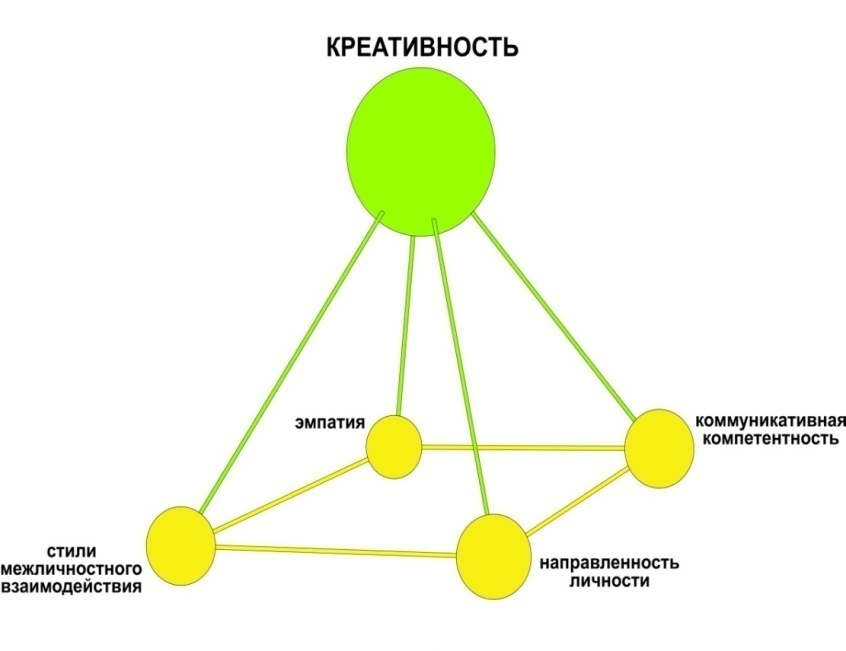 КРЕАТИВНОСТЬ
эмпатия
коммуникативная
компетентность
стили
межличностного
взаимодействия
направленность
личности